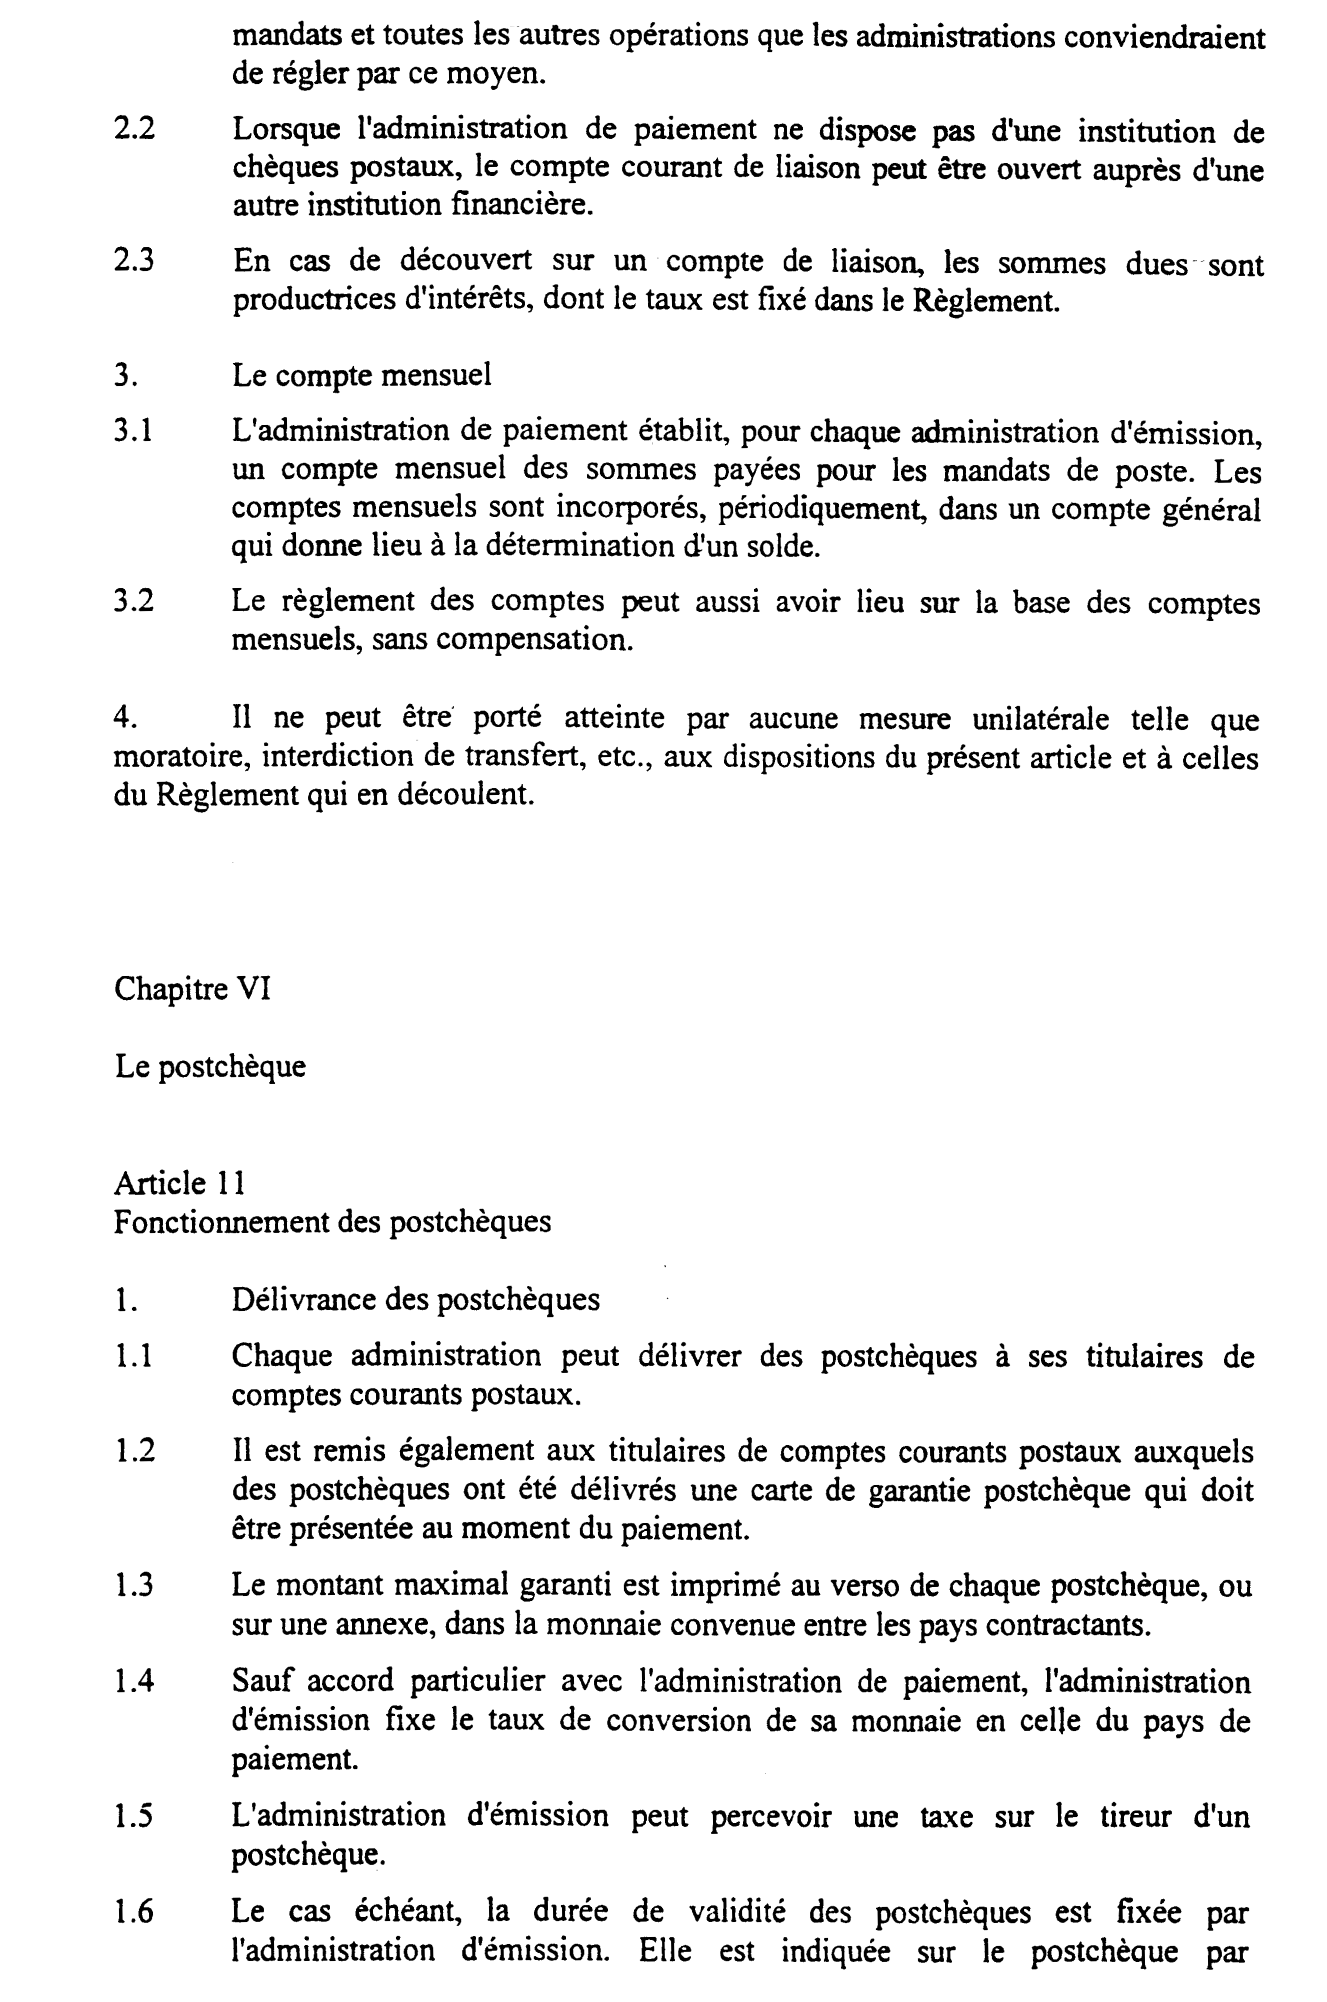 mandats et toutes les autres opérations que les administrations conviendraient
de régler par ce moyen.
2.2 Lorsque l'administration de paiement ne dispose pas d'une institution de
chèques postaux, le compte courant de liaison peut être ouvert auprès d'une
autre institution financière.
2.3 En cas de découvert sur un compte de liaison, les sommes dues sont
productrices d'intérêts, dont le taux est fixé dans le Règlement.
3. Le compte mensuel
3.1 L'administration de paiement établit, pour chaque administration d'émission,
un compte mensuel des sommes payées pour les mandats de poste. Les
comptes mensuels sont incorporés, périodiquement, dans un compte général
qui donne lieu à la détermination d'un solde.
3.2 Le règlement des comptes peut aussi avoir lieu sur la base des comptes
mensuels, sans compensation.
4. Il ne peut être porté atteinte par aucune mesure unilatérale telle que
moratoire, interdiction de transfert, etc., aux dispositions du présent article et à celles
du Règlement qui en découlent.
Chapitre VI
Le postchèque
Article 11
Fonctionnement des postchèques
1. Délivrance des postchèques
1.1 Chaque administration peut délivrer des postchèques à ses titulaires de
comptes courants postaux.
1.2 Il est remis également aux titulaires de comptes courants postaux auxquels
des postchèques ont été délivrés une carte de garantie postchèque qui doit
être présentée au moment du paiement.
1.3 Le montant maximal garanti est imprimé au verso de chaque postchèque, ou
sur une annexe, dans la monnaie convenue entre les pays contractants.
1.4 Sauf accord particulier avec l'administration de paiement, l'administration
d'émission fixe le taux de conversion de sa monnaie en celle du pays de
paiement.
1.5 L'administration d'émission peut percevoir une taxe sur le tireur d'un
postchèque.
1.6 Le cas échéant, la durée de validité des postchèques est fixée par
l'administration d'émission. Elle est indiquée sur le postchèque par